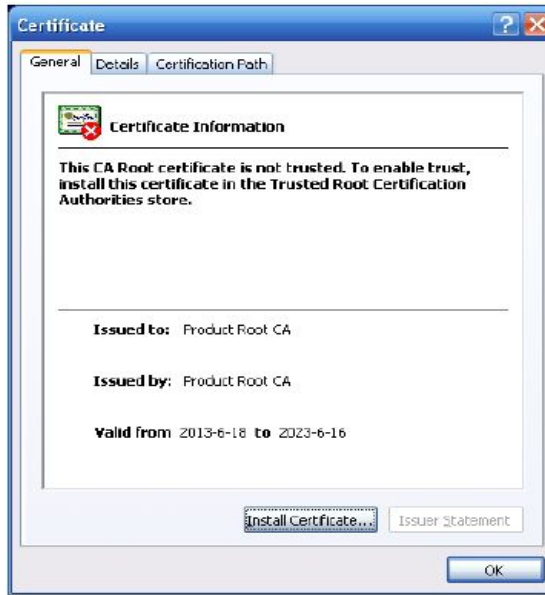 Certificate
General Details Certification Path
Certificate Information
This CA Root certificate is not trusted. To enable trust,
install this certificate in the Trusted Root Certification
Authorities store.
Issued to: Product Root CA
Issued by: Product Root CA
Valid from 2013-6-18 to 2023-6-16
Install Certificate... Issuer Statement
OK